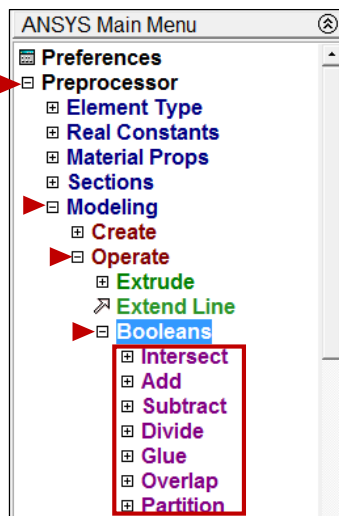 ANSYS Main Menu
Preferences
Preprocessor
Element Type
Real Constants
Material Props
Sections
Modeling
Create
Operate
Extrude
Extend Line
Booleans
Intersect
Add
Subtract
Divide
Glue
Overlap
Partition